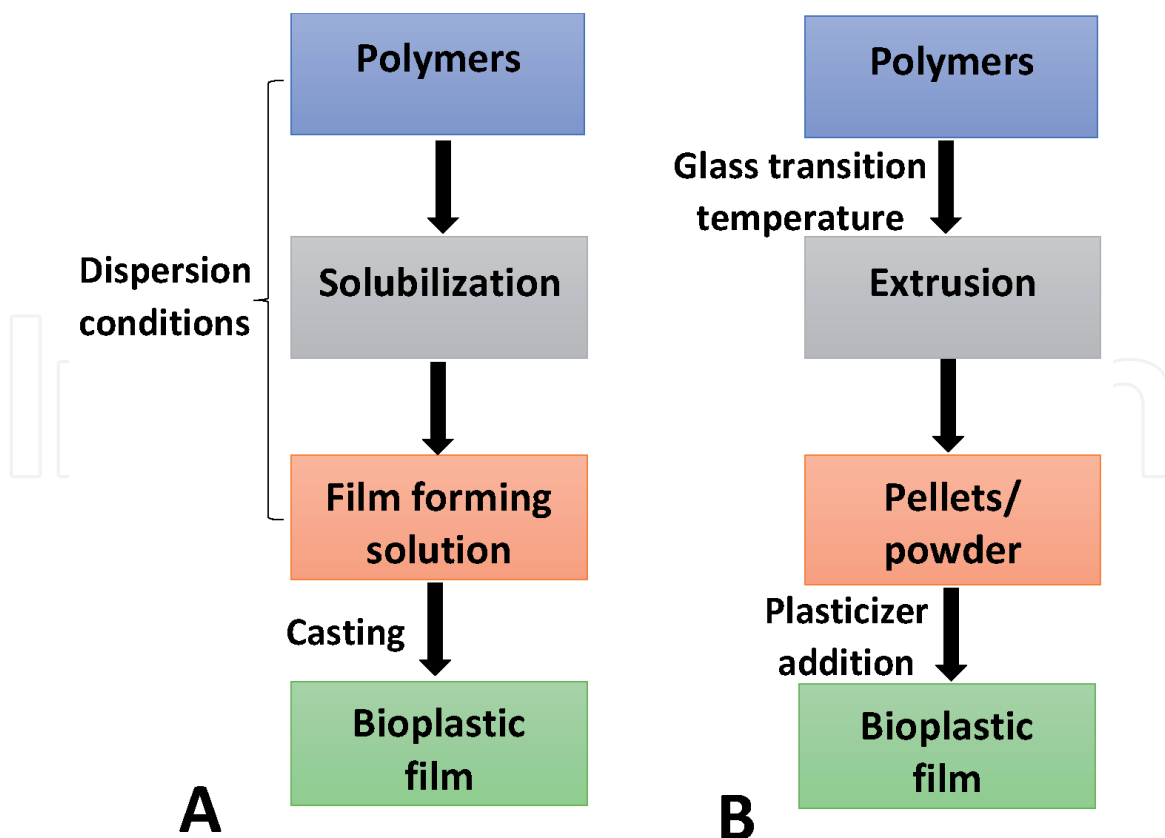 Polymers
Solubilization
Dispersion
conditions
Film forming
solution
Casting
Bioplastic
film
A
Polymers
Glass transition
temperature
Extrusion
Pellets/
powder
Plasticizer
addition
Bioplastic
film
B